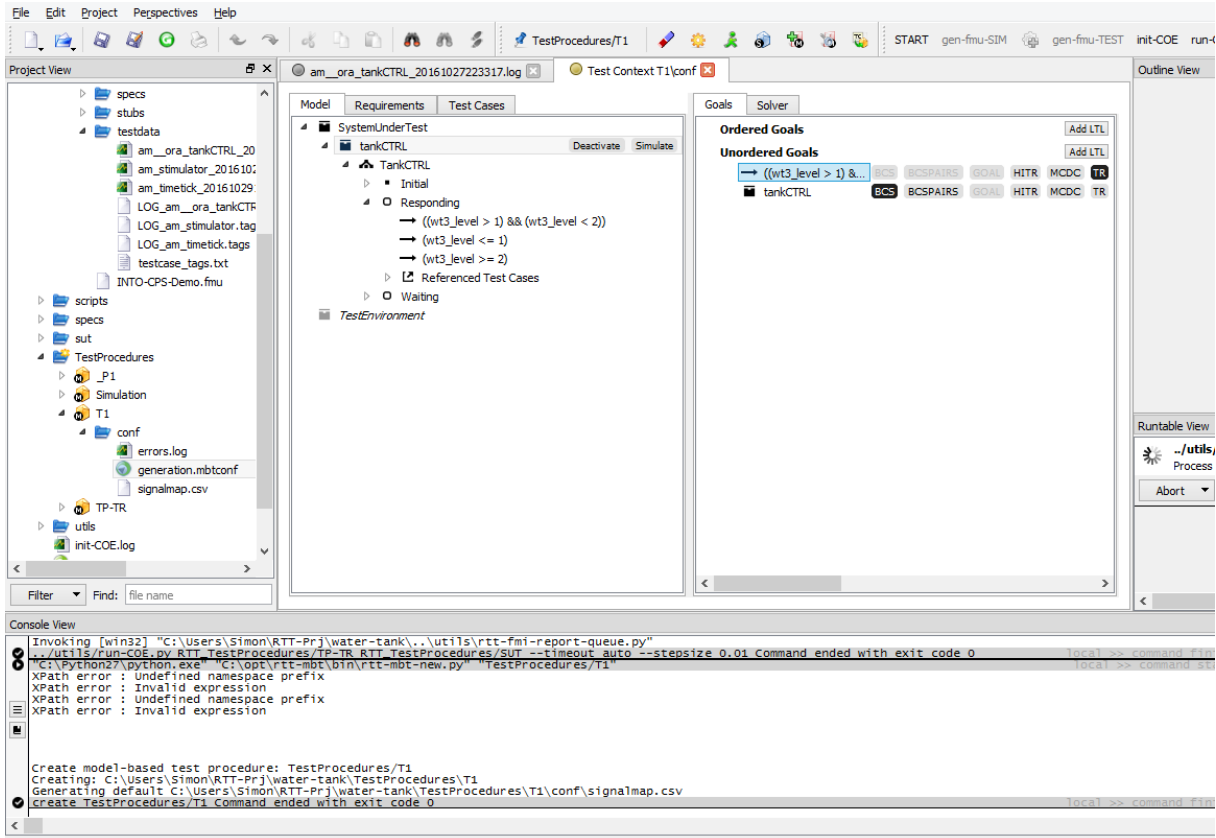 File Edit Project Perspectives Help
TestProcedures/T1 START gen-fmu-SIM gen-fmu-TEST init-COE
Project View
specs
stubs
testdata
am__ora_tankCTRL_20
am_stimulator_201610
am_timetick_20161029
LOG_am__ora_tankCTR
LOG_am_stimulator.tag
LOG_am_timetick.tags
testcase_tags.txt
INTO-CPS-Demo.fmu
scripts
specs
sut
TestProcedures
_P1
Simulation
T1
conf
errors.log
generation.mbtconf
signalmap.csv
TP-TR
utils
init-COE.log
Filter Find: file name
am__ora_tankCTRL_20161027223317.log Test Context T1\conf
Model Requirements Test Cases
SystemUnderTest
tankCTRL Deactivate Simulate
TankCTRL
Initial
Responding
((wt3_level > 1) && (wt3_level < 2))
(wt3_level <= 1)
(wt3_level >= 2)
Referenced Test Cases
Waiting
TestEnvironment
Goals Solver
Ordered Goals Add LTL
Unordered Goals Add LTL
((wt3_level > 1) &... BCS BCSPAIRS GOAL HITR MCDC TR
tankCTRL BCS BCSPAIRS GOAL HITR MCDC TR
Outline View
Runtable View
../utils/
Process
Abort
Console View
Invoking [win32] "C:\Users\Simon\RTT-Prj\water-tank\..\utils\rtt-fmi-report-queue.py"
../utils/run-COE.py RTT_TestProcedures/TP-TR RTT_TestProcedures/SUT --timeout auto --stepsize 0.01 Command ended with exit code 0 local >> command fin
"C:\Python27\python.exe" "C:\opt\rtt-mbt\bin\rtt-mbt-new.py" "TestProcedures/T1" local >> command st
XPath error : Undefined namespace prefix
XPath error : Invalid expression
XPath error : Undefined namespace prefix
XPath error : Invalid expression
Create model-based test procedure: TestProcedures/T1
Creating: C:\Users\Simon\RTT-Prj\water-tank\TestProcedures\T1
Generating default C:\Users\Simon\RTT-Prj\water-tank\TestProcedures\T1\conf\signalmap.csv
create TestProcedures/T1 Command ended with exit code 0 local >> command fin